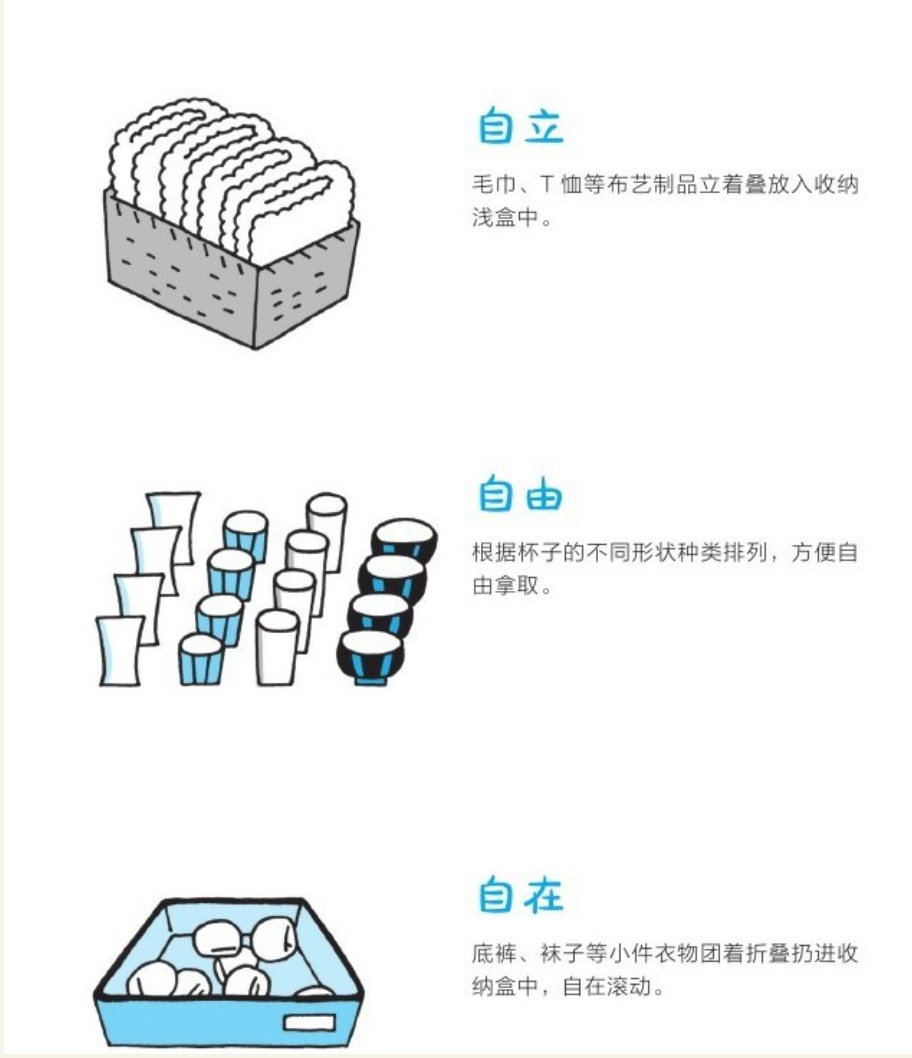 自立
毛巾、T 恤等布艺制品立着叠放入收纳
浅盒中。
自由
根据杯子的不同形状种类排列，方便自
由拿取。
自在
底裤、袜子等小件衣物团着折叠扔进收
纳盒中，自在滚动。